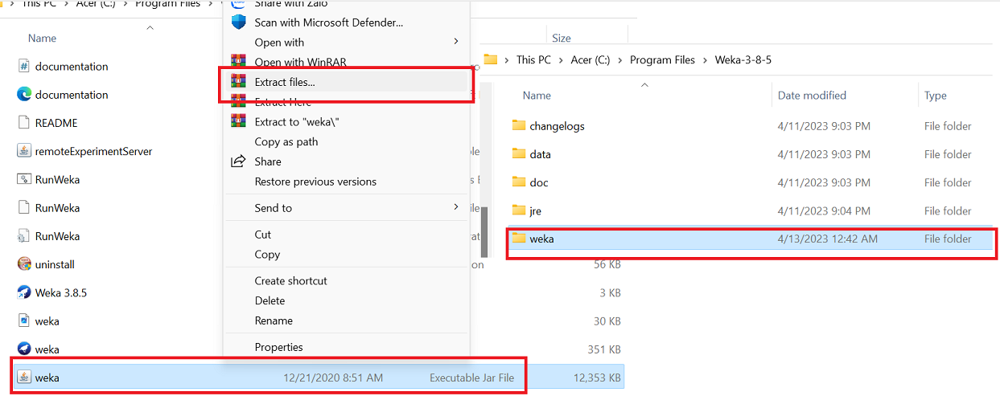 This PC > Acer (C:) > Program Files >
Name
documentation
documentation
README
remoteExperimentServer
RunWeka
RunWeka
RunWeka
uninstall
Weka 3.8.5
weka
weka
weka 12/21/2020 8:51 AM Executable Jar File 12,353 KB
Share with Zalo
Scan with Microsoft Defender...
Open with
Open with WinRAR
Extract files...
Extract Here
Extract to "weka\"
Copy as path
Share
Restore previous versions
Send to
Cut
Copy
Create shortcut
Delete
Rename
Properties
Size
56 KB
3 KB
30 KB
351 KB
This PC > Acer (C:) > Program Files > Weka-3-8-5
Name Date modified Type
changelogs 4/11/2023 9:03 PM File folder
data 4/11/2023 9:03 PM File folder
doc 4/11/2023 9:03 PM File folder
jre 4/11/2023 9:04 PM File folder
weka 4/13/2023 12:42 AM File folder